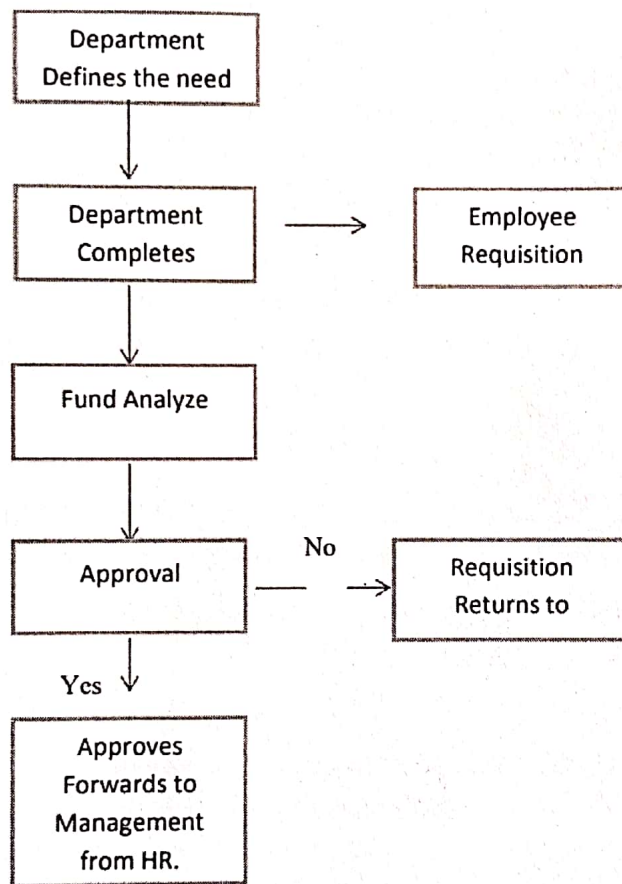 Department
Defines the need
Department
Completes
Employee
Requisition
Fund Analyze
Approval
No
Requisition
Returns to
Yes
Approves
Forwards to
Management
from HR.